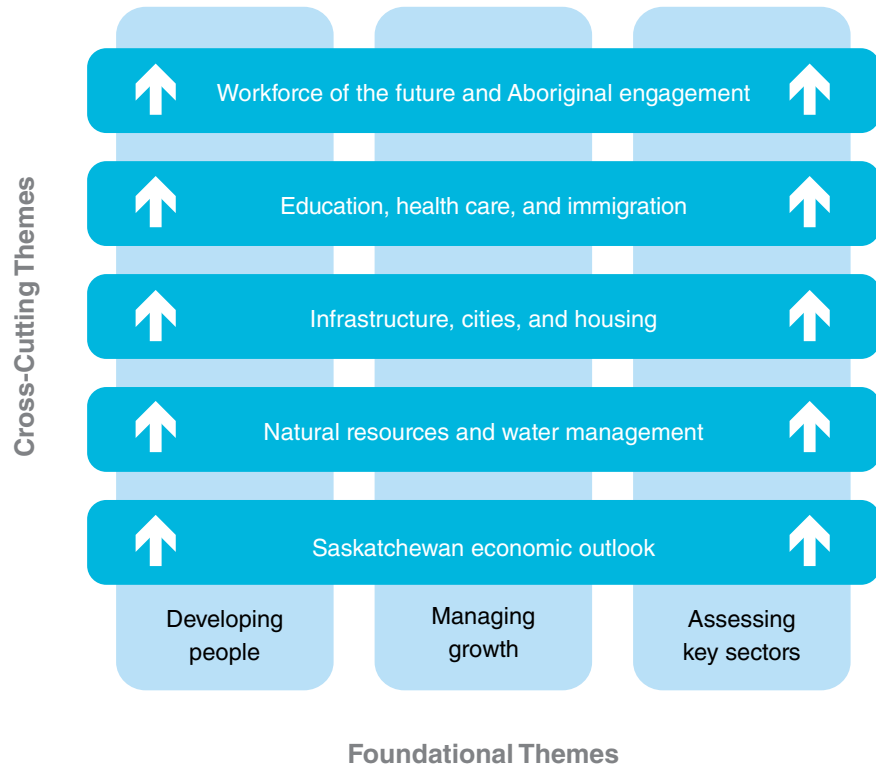 Cross-Cutting Themes
Workforce of the future and Aboriginal engagement
Education, health care, and immigration
Infrastructure, cities, and housing
Natural resources and water management
Saskatchewan economic outlook
Developing
people
Managing
growth
Assessing
key sectors
Foundational Themes